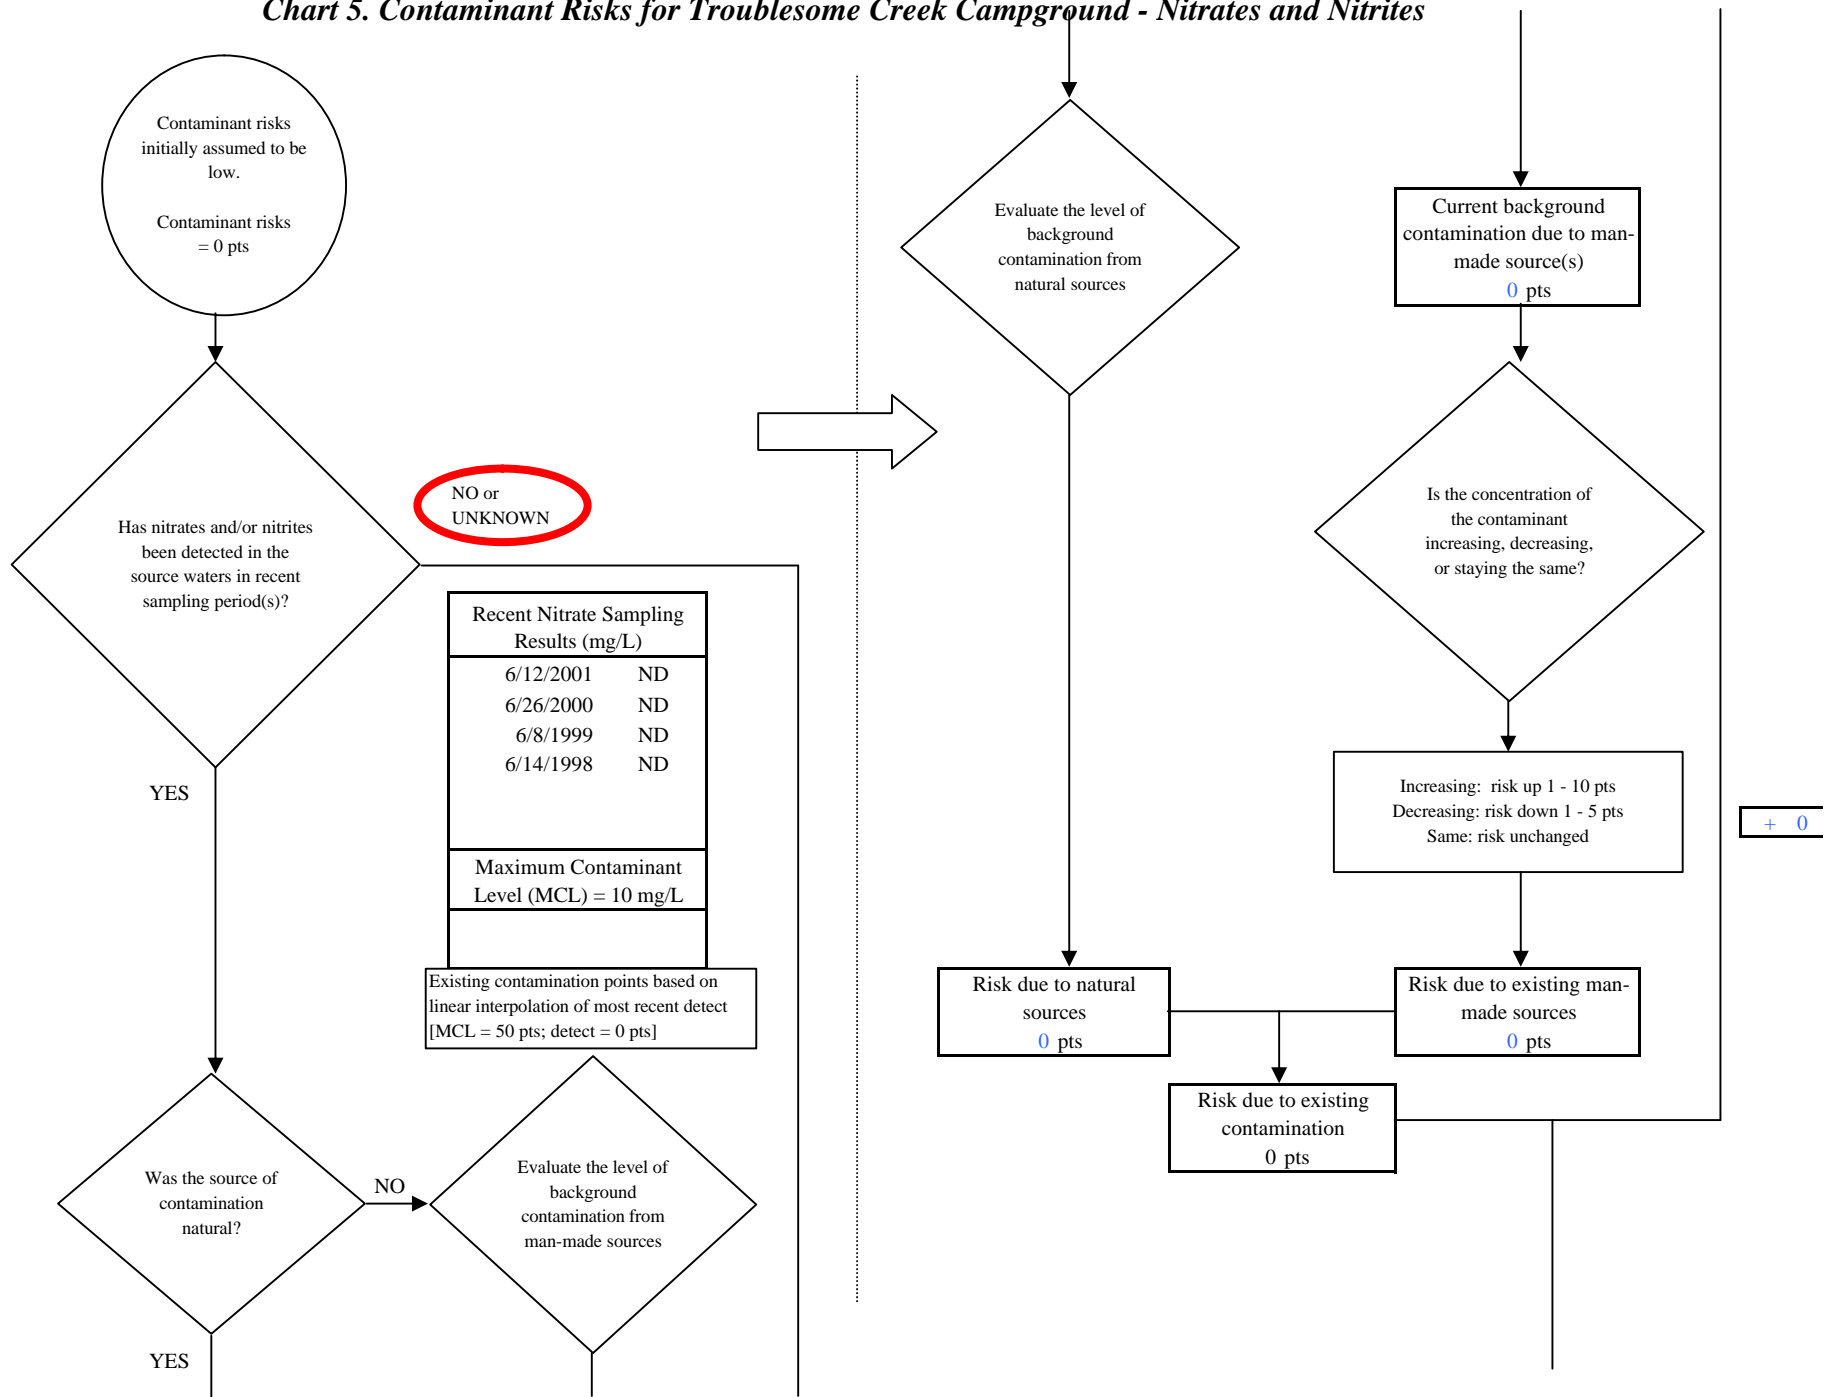 Chart 5. Contaminant Risks for Troublesome Creek Campground - Nitrates and Nitrites
Contaminant risks
initially assumed to be
low.
Contaminant risks
= 0 pts
Has nitrates and/or nitrites
been detected in the
source waters in recent
sampling period(s)?
NO or
UNKNOWN
YES
Recent Nitrate Sampling
Results (mg/L)
6/12/2001 ND
6/26/2000 ND
6/8/1999 ND
6/14/1998 ND
Maximum Contaminant
Level (MCL) = 10 mg/L
Existing contamination points based on
linear interpolation of most recent detect
[MCL = 50 pts; detect = 0 pts]
Was the source of
contamination
natural?
NO
YES
Evaluate the level of
background
contamination from
man-made sources
Evaluate the level of
background
contamination from
natural sources
Current background
contamination due to man-
made source(s)
0 pts
Is the concentration of
the contaminant
increasing, decreasing,
or staying the same?
Increasing: risk up 1 - 10 pts
Decreasing: risk down 1 - 5 pts
Same: risk unchanged
+ 0
Risk due to natural
sources
0 pts
Risk due to existing man-
made sources
0 pts
Risk due to existing
contamination
0 pts